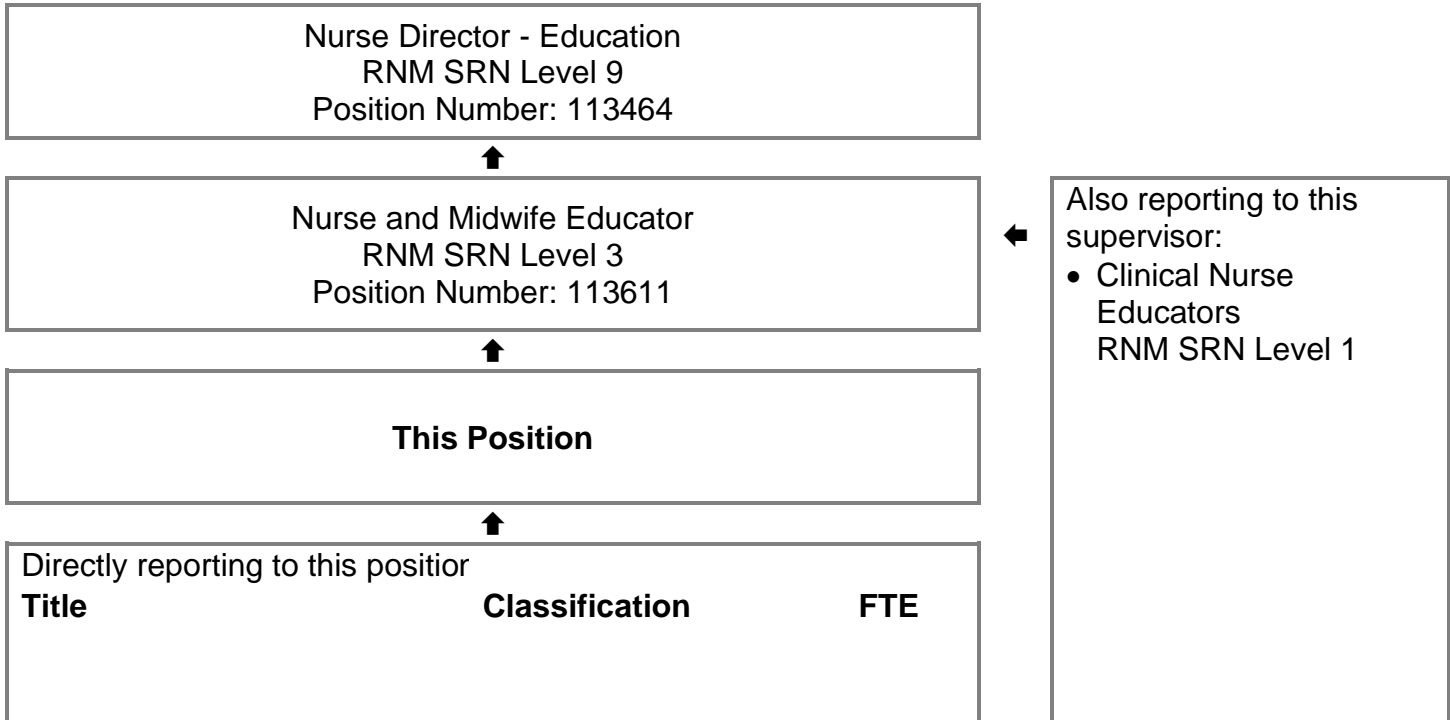 Nurse Director - Education
RNM SRN Level 9
Position Number: 113464
Nurse and Midwife Educator
RNM SRN Level 3
Position Number: 113611
Also reporting to this
supervisor:
• Clinical Nurse
Educators
RNM SRN Level 1
This Position
Directly reporting to this position
Title Classification FTE